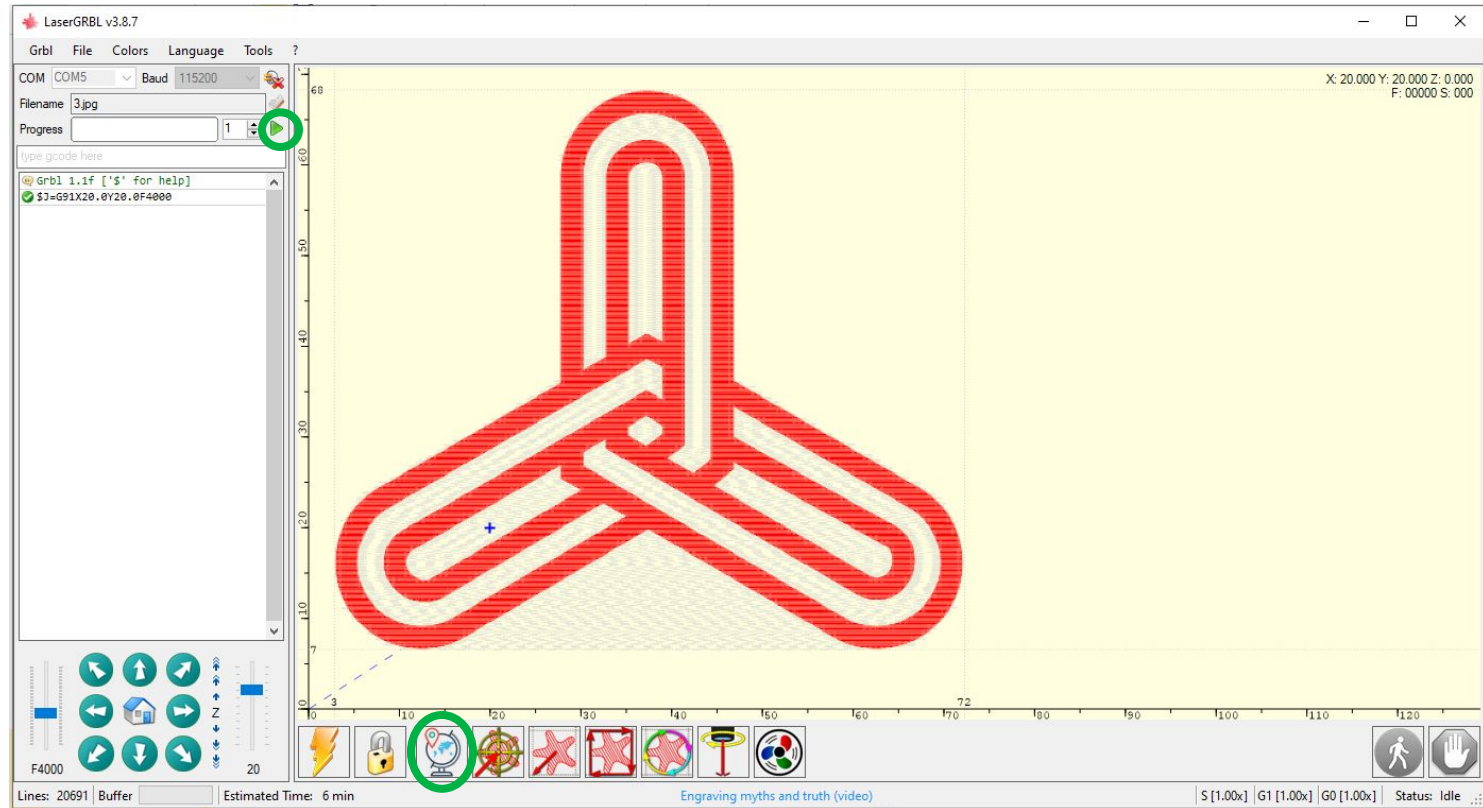 LaserGRBL v3.8.7
Grbl File Colors Language Tools ?
COM COM5 Baud 115200
Filename 3.jpg
Progress 1
type gcode here
Grbl 1.1f ['$' for help]
$J=G91X20.0Y20.0F4000
X: 20.000 Y: 20.000 Z: 0.000
F: 00000 S: 000
68
60
50
40
30
20
10
7
0
3
72
0 10 20 30 40 50 60 70 80 90 100 110 120
Z
F4000
20
Lines: 20691 Buffer Estimated Time: 6 min Engraving myths and truth (video) S [1.00x] G1 [1.00x] G0 [1.00x] Status: Idle